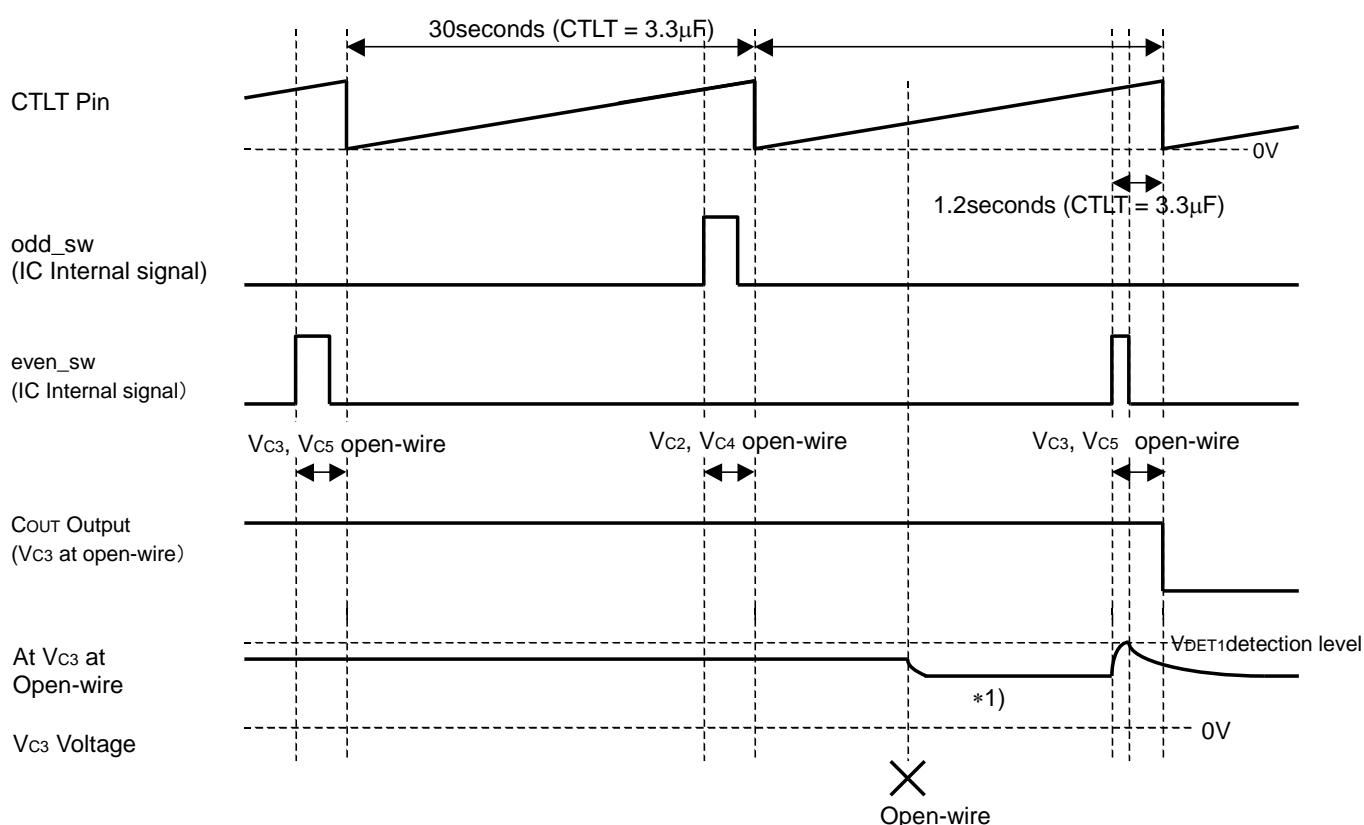 30seconds (CTLT = 3.3µF)
CTLT Pin
0V
1.2seconds (CTLT = 3.3µF)
odd_sw
(IC Internal signal)
even_sw
(IC Internal signal）
VC3, VC5 open-wire
VC2, VC4 open-wire
VC3, VC5 open-wire
COUT Output
(VC3 at open-wire）
VDET1detection level
At VC3 at
Open-wire
*1)
VC3 Voltage
0V
Open-wire